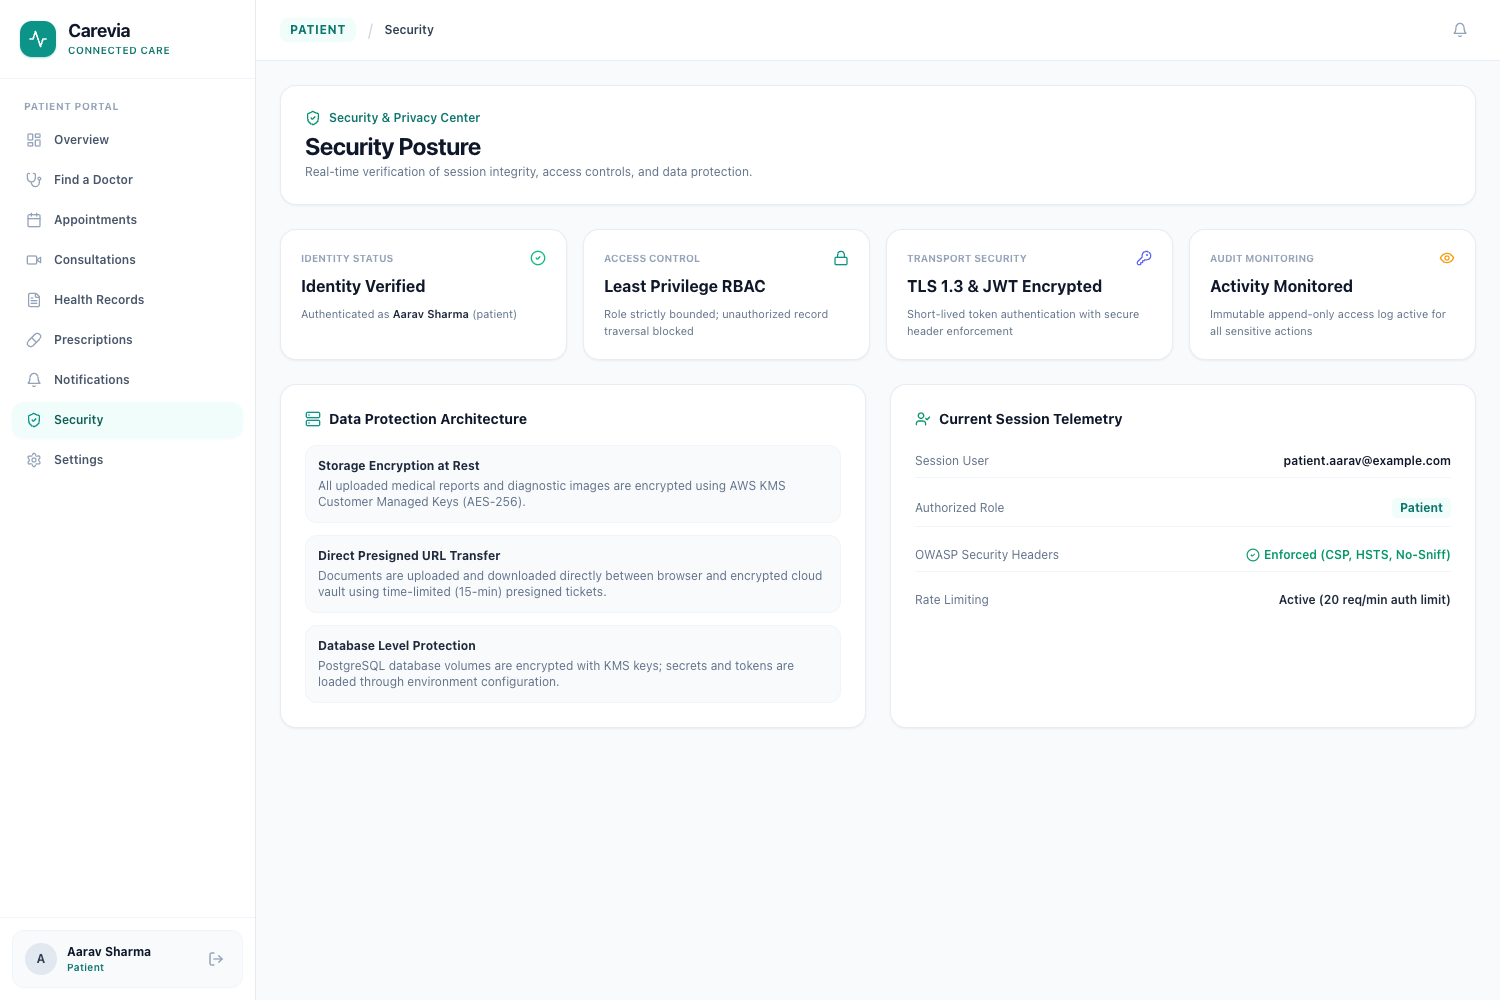 Carevia
CONNECTED CARE
PATIENT PORTAL
Overview
Find a Doctor
Appointments
Consultations
Health Records
Prescriptions
Notifications
Security
Settings
A
Aarav Sharma
Patient
PATIENT / Security
Security & Privacy Center
Security Posture
Real-time verification of session integrity, access controls, and data protection.
IDENTITY STATUS
Identity Verified
Authenticated as Aarav Sharma (patient)
ACCESS CONTROL
Least Privilege RBAC
Role strictly bounded; unauthorized record
traversal blocked
TRANSPORT SECURITY
TLS 1.3 & JWT Encrypted
Short-lived token authentication with secure
header enforcement
AUDIT MONITORING
Activity Monitored
Immutable append-only access log active for
all sensitive actions
Data Protection Architecture
Storage Encryption at Rest
All uploaded medical reports and diagnostic images are encrypted using AWS KMS
Customer Managed Keys (AES-256).
Direct Presigned URL Transfer
Documents are uploaded and downloaded directly between browser and encrypted cloud
vault using time-limited (15-min) presigned tickets.
Database Level Protection
PostgreSQL database volumes are encrypted with KMS keys; secrets and tokens are
loaded through environment configuration.
Current Session Telemetry
Session User patient.aarav@example.com
Authorized Role Patient
OWASP Security Headers Enforced (CSP, HSTS, No-Sniff)
Rate Limiting Active (20 req/min auth limit)